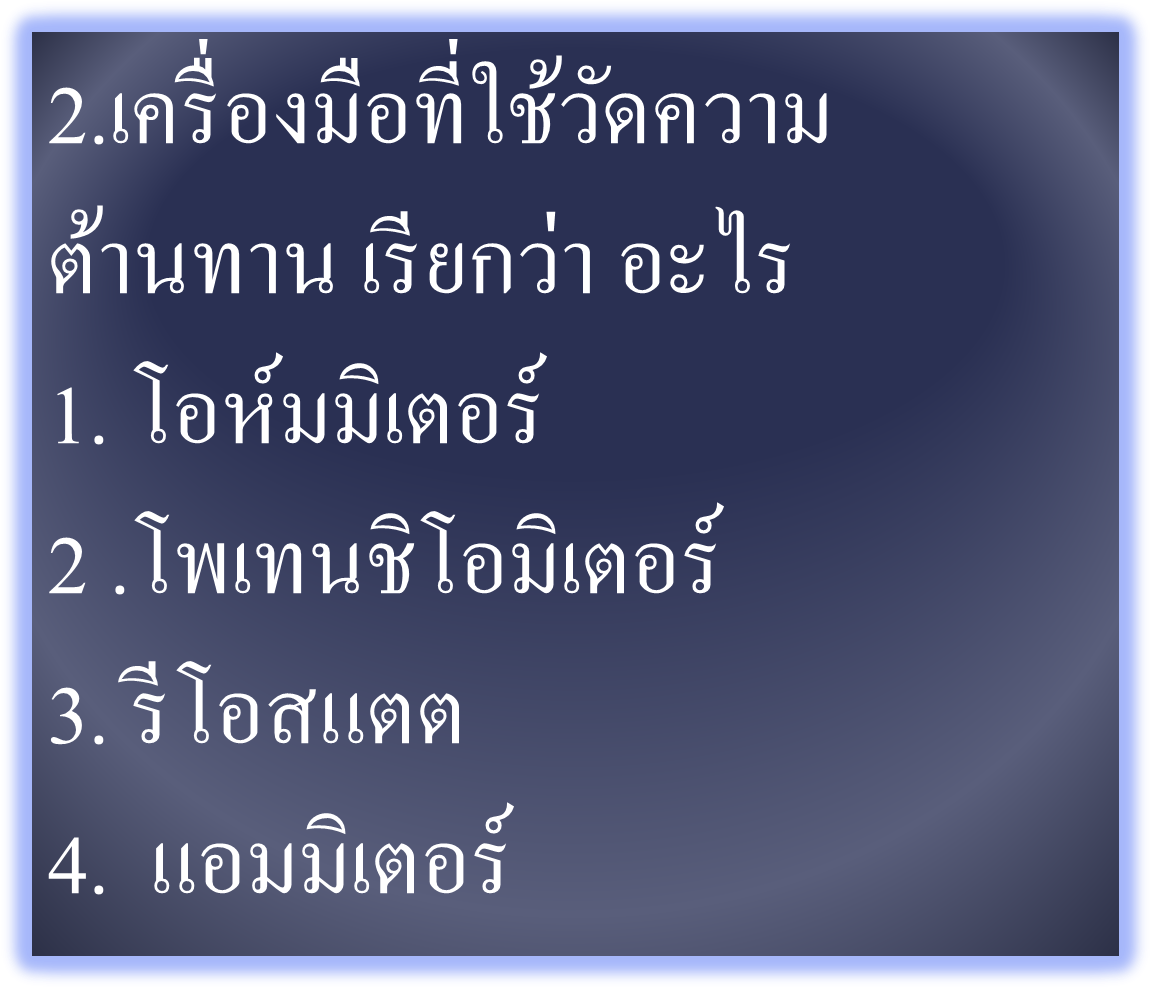 2.เครื่องมือที่ใช้วัดความ
ต้านทาน เรียกว่า อะไร
1. โอห์มมิเตอร์
2 .โพเทนชิโอมิเตอร์
3. รีโอสแตต
4.  แอมมิเตอร์